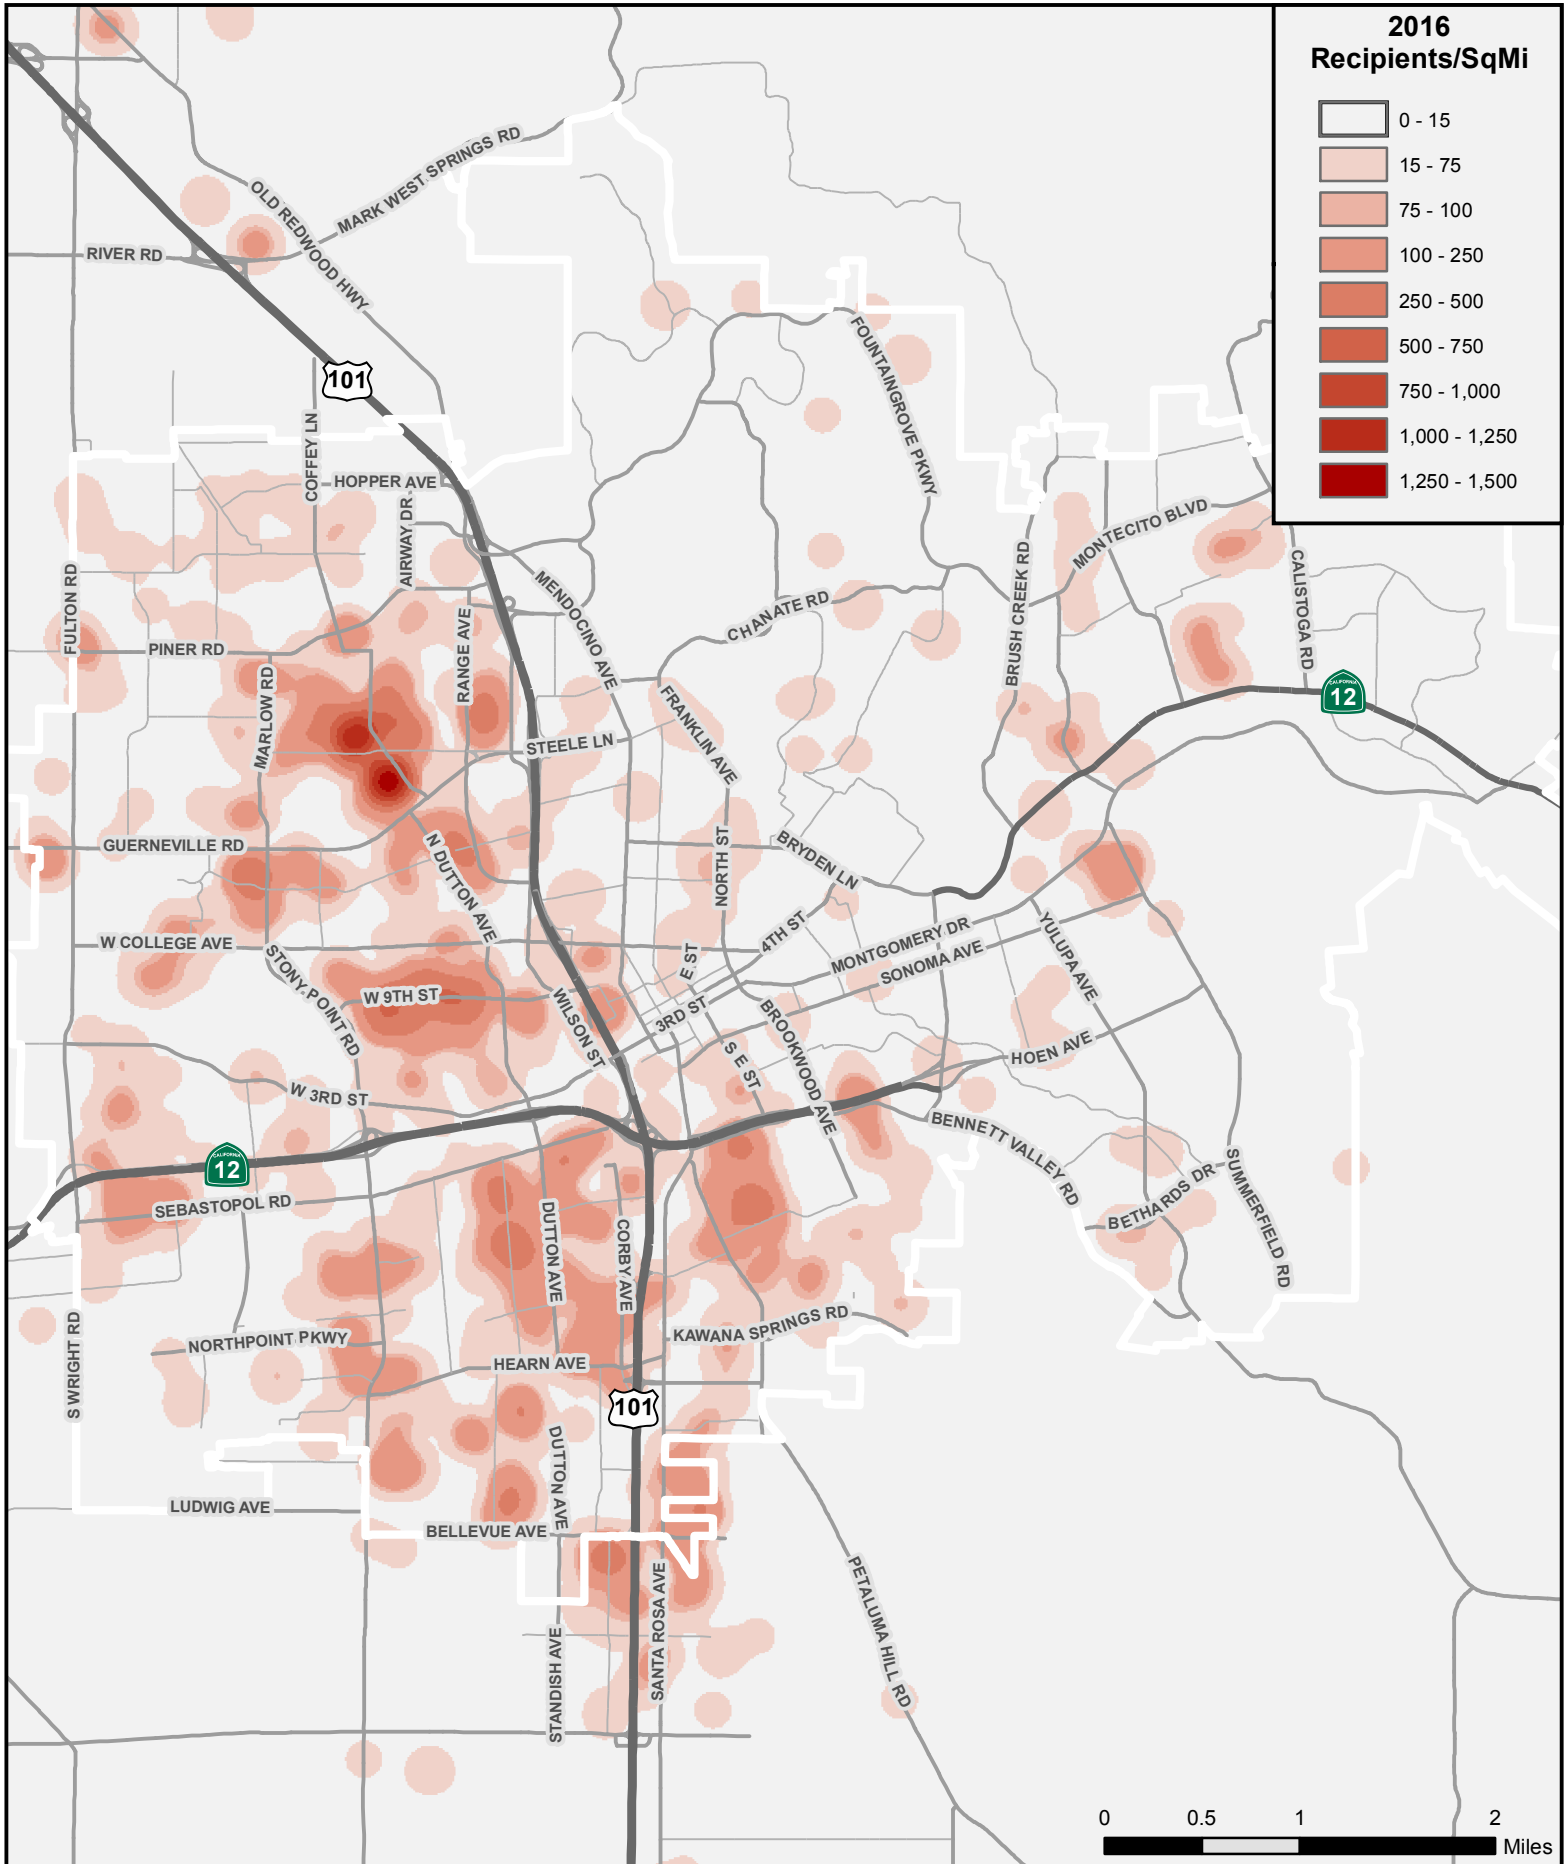 2016
Recipients/SqMi
0 - 15
15 - 75
75 - 100
100 - 250
250 - 500
500 - 750
750 - 1,000
1,000 - 1,250
1,250 - 1,500
MARK WEST SPRINGS RD
OLD REDWOOD HWY
RIVER RD
101
FOUNTAINGROVE PKWY
COFFEY LN
HOPPER AVE
AIRWAY DR
MONTECITO BLVD
FULTON RD
MENDOCINO AVE
BRUSH CREEK RD
CALISTOGA RD
CHANATE RD
RANGE AVE
PINER RD
MARLOW RD
FRANKLIN AVE
CALIFORNIA
12
STEELE LN
GUERNEVILLE RD
N DUTTON AVE
NORTH ST
BRYDEN LN
W COLLEGE AVE
STONY POINT RD
4TH ST
E ST
MONTGOMERY DR
SONOMA AVE
YULUPA AVE
W 9TH ST
WILSON ST
3RD ST
BROOKWOOD AVE
S E ST
HOEN AVE
W 3RD ST
BENNETT VALLEY RD
CALIFORNIA
12
SEBASTOPOL RD
DUTTON AVE
CORBY AVE
BETHARDS DR
SUMMERFIELD RD
S WRIGHT RD
NORTHPOINT PKWY
KAWANA SPRINGS RD
HEARN AVE
101
DUTTON AVE
LUDWIG AVE
BELLEVUE AVE
STANDISH AVE
SANTA ROSA AVE
PETALUMA HILL RD
0 0.5 1 2
Miles